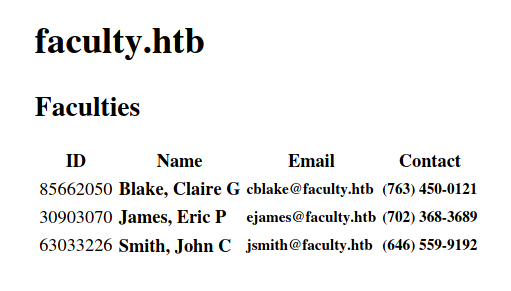 faculty.htb
Faculties
ID Name Email Contact
85662050 Blake, Claire G cblake@faculty.htb (763) 450-0121
30903070 James, Eric P ejames@faculty.htb (702) 368-3689
63033226 Smith, John C jsmith@faculty.htb (646) 559-9192